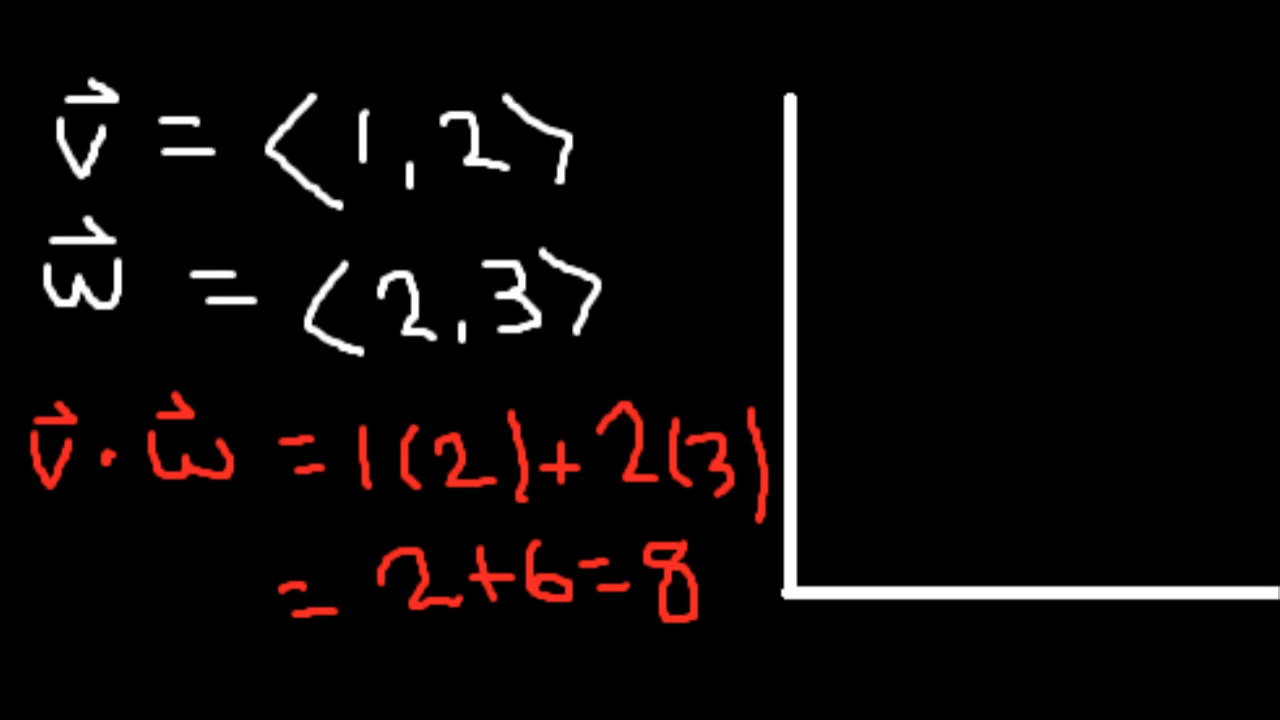 v⃗ = ⟨1,2⟩
w⃗ = ⟨2,3⟩
v⃗ · w⃗ = 1(2)+2(3)
= 2+6=8